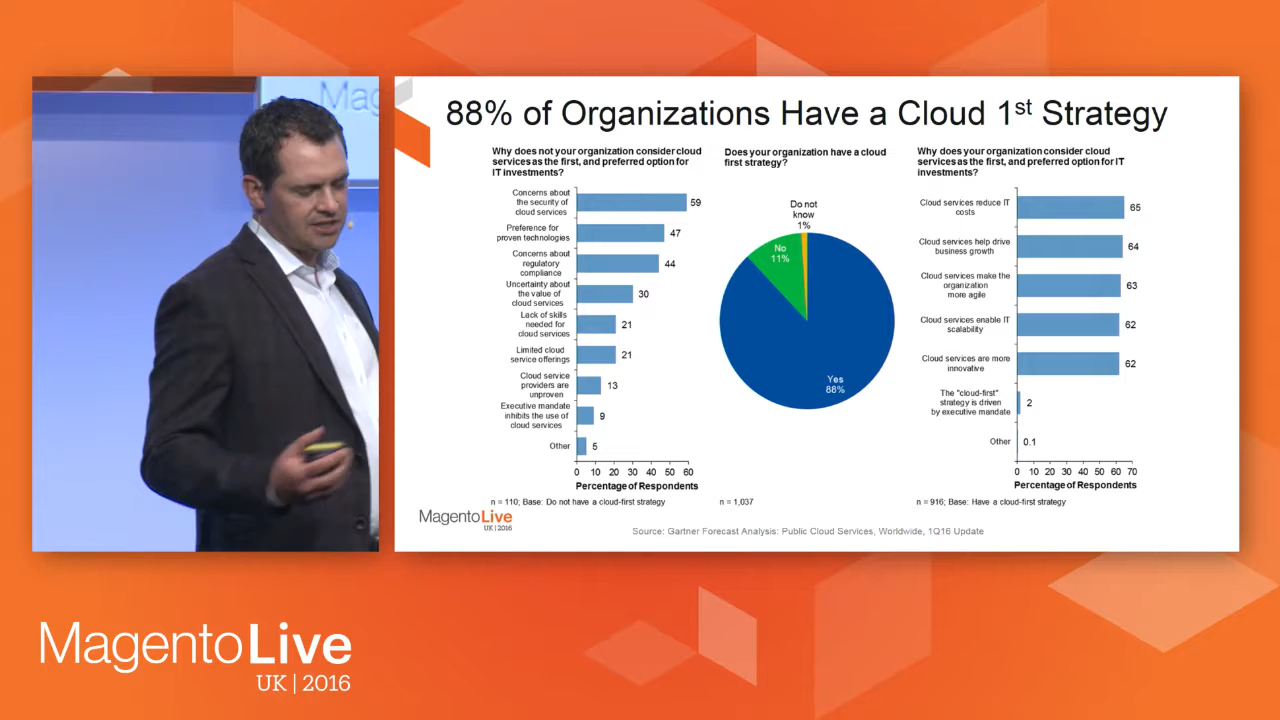 Mag
88% of Organizations Have a Cloud 1st Strategy
Why does not your organization consider cloud
services as the first, and preferred option for
IT investments?
Concerns about
the security of
cloud services
59
Preference for
proven technologies
47
Concerns about
regulatory
compliance
44
Uncertainty about
the value of
cloud services
30
Lack of skills
needed for
cloud services
21
Limited cloud
service offerings
21
Cloud service
providers are
unproven
13
Executive mandate
inhibits the use of
cloud services
9
Other
5
0 10 20 30 40 50 60
Percentage of Respondents
n = 110; Base: Do not have a cloud-first strategy
Does your organization have a cloud
first strategy?
Do not
know
1%
No
11%
Yes
88%
n = 1,037
Why does your organization consider cloud
services as the first, and preferred option for IT
investments?
Cloud services reduce IT
costs
65
Cloud services help drive
business growth
64
Cloud services make the
organization
more agile
63
Cloud services enable IT
scalability
62
Cloud services are more
innovative
62
The "cloud-first"
strategy is driven
by executive mandate
2
Other
0.1
0 10 20 30 40 50 60 70
Percentage of Respondents
n = 916; Base: Have a cloud-first strategy
MagentoLive
UK | 2016
Source: Gartner Forecast Analysis: Public Cloud Services, Worldwide, 1Q16 Update
MagentoLive
UK | 2016